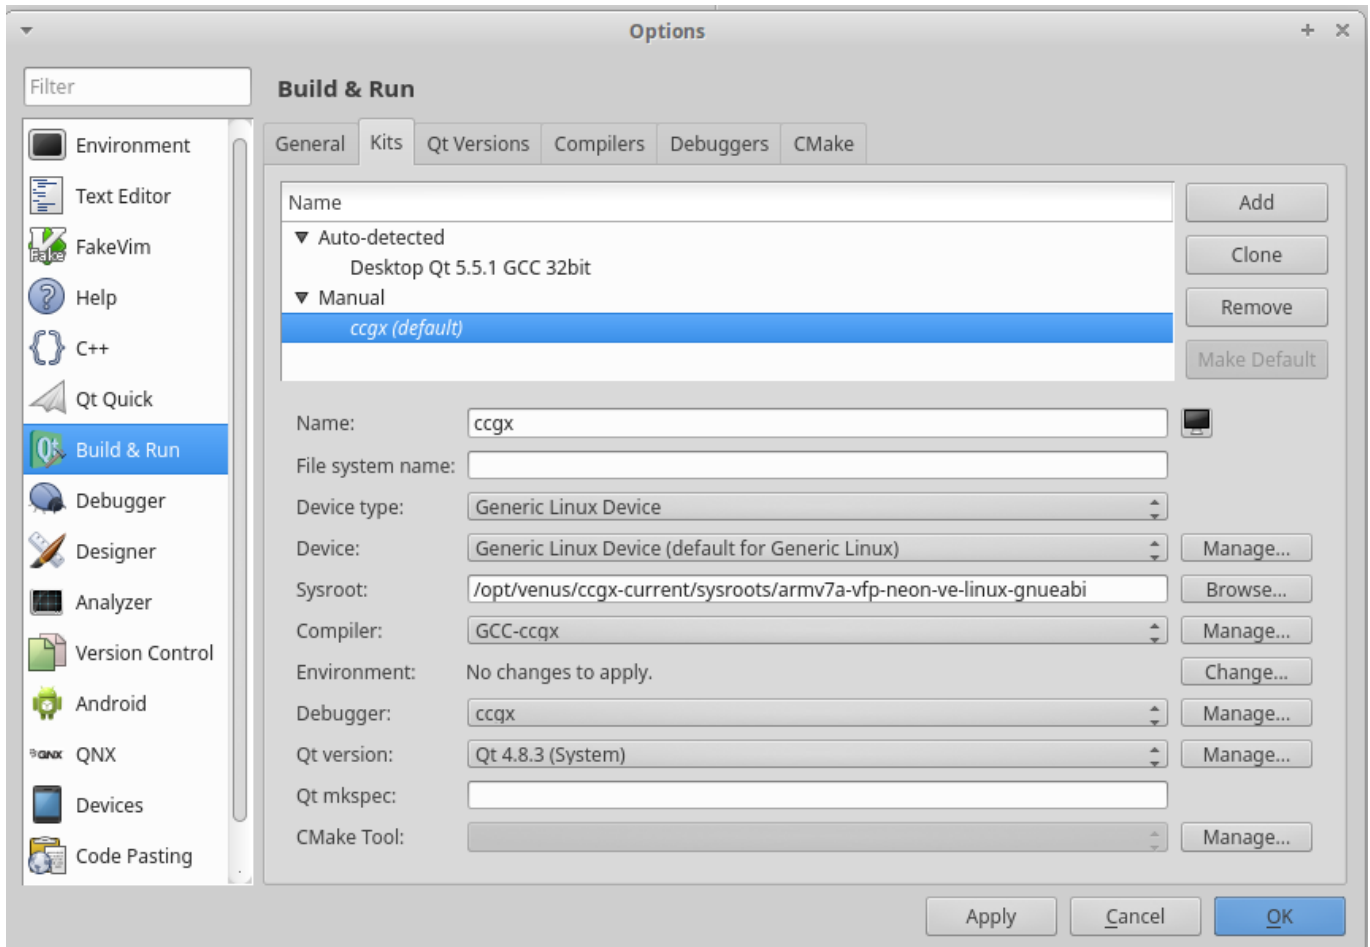 Options
Filter
Build & Run
Environment
Text Editor
FakeVim
Help
C++
Qt Quick
Build & Run
Debugger
Designer
Analyzer
Version Control
Android
QNX
Devices
Code Pasting
General Kits Qt Versions Compilers Debuggers CMake
Name
Auto-detected
Desktop Qt 5.5.1 GCC 32bit
Manual
ccgx (default)
Add
Clone
Remove
Make Default
Name: ccgx
File system name:
Device type: Generic Linux Device
Device: Generic Linux Device (default for Generic Linux) Manage...
Sysroot: /opt/venus/ccgx-current/sysroots/armv7a-vfp-neon-ve-linux-gnueabi Browse...
Compiler: GCC-ccgx Manage...
Environment: No changes to apply. Change...
Debugger: ccgx Manage...
Qt version: Qt 4.8.3 (System) Manage...
Qt mkspec:
CMake Tool: Manage...
Apply Cancel OK